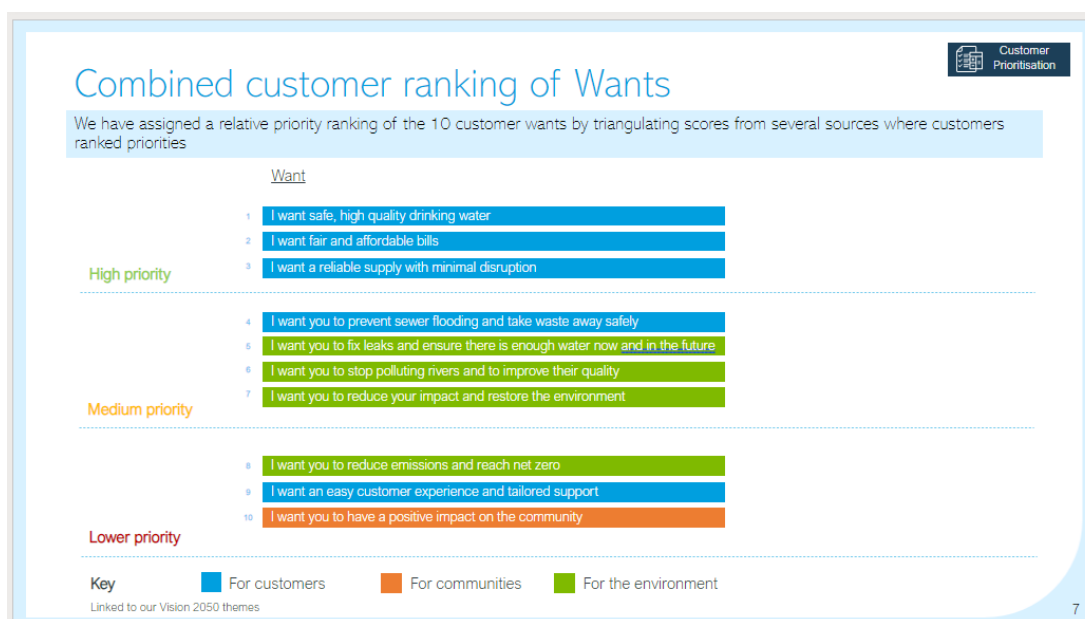 Customer
Prioritisation
Combined customer ranking of Wants
We have assigned a relative priority ranking of the 10 customer wants by triangulating scores from several sources where customers
ranked priorities
Want
1 I want safe, high quality drinking water
2 I want fair and affordable bills
3 I want a reliable supply with minimal disruption
High priority
4 I want you to prevent sewer flooding and take waste away safely
5 I want you to fix leaks and ensure there is enough water now and in the future
6 I want you to stop polluting rivers and to improve their quality
7 I want you to reduce your impact and restore the environment
Medium priority
8 I want you to reduce emissions and reach net zero
9 I want an easy customer experience and tailored support
10 I want you to have a positive impact on the community
Lower priority
Key For customers For communities For the environment
Linked to our Vision 2050 themes
7